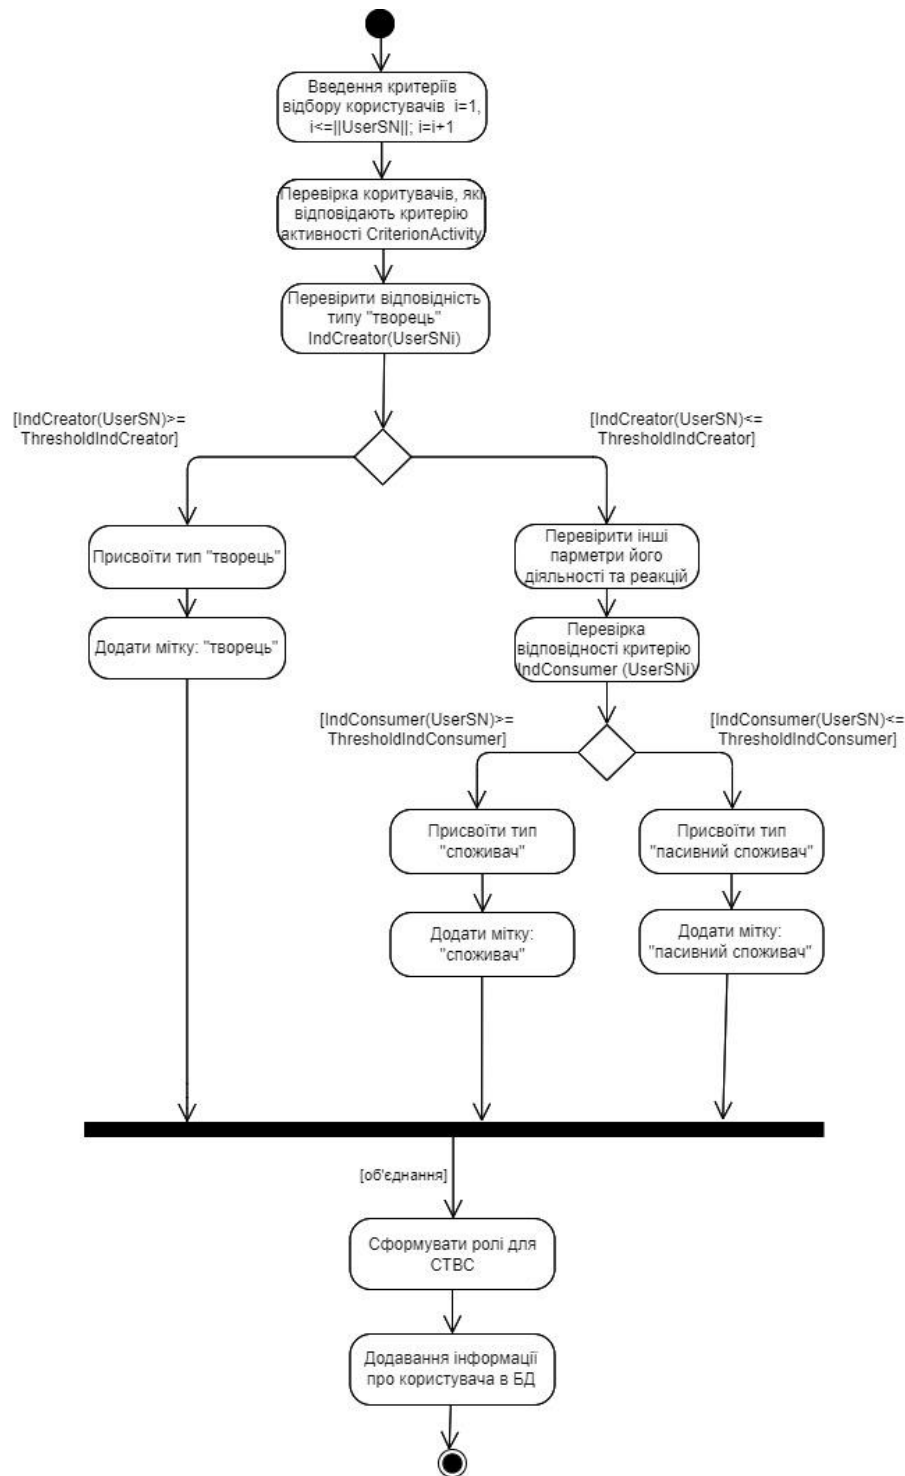 Введення критеріїв
відбору користувачів i=1,
i<=||UserSN||; i=i+1
Перевірка коритувачів, які
відповідають критерію
активності CriterionActivity
Перевірити відповідність
типу "творець"
IndCreator(UserSNi)
[IndCreator(UserSN)>=
ThresholdIndCreator]
[IndCreator(UserSN)<=
ThresholdIndCreator]
Присвоїти тип "творець"
Перевірити інші
парметри його
діяльності та реакцій
Додати мітку: "творець"
Перевірка
відповідності критерію
IndConsumer (UserSNi)
[IndConsumer(UserSN)>=
ThresholdIndConsumer]
[IndConsumer(UserSN)<=
ThresholdIndConsumer]
Присвоїти тип
"споживач"
Присвоїти тип
"пасивний споживач"
Додати мітку:
"споживач"
Додати мітку:
"пасивний споживач"
[об'єднання]
Сформувати ролі для
СТВС
Додавання інформації
про користувача в БД